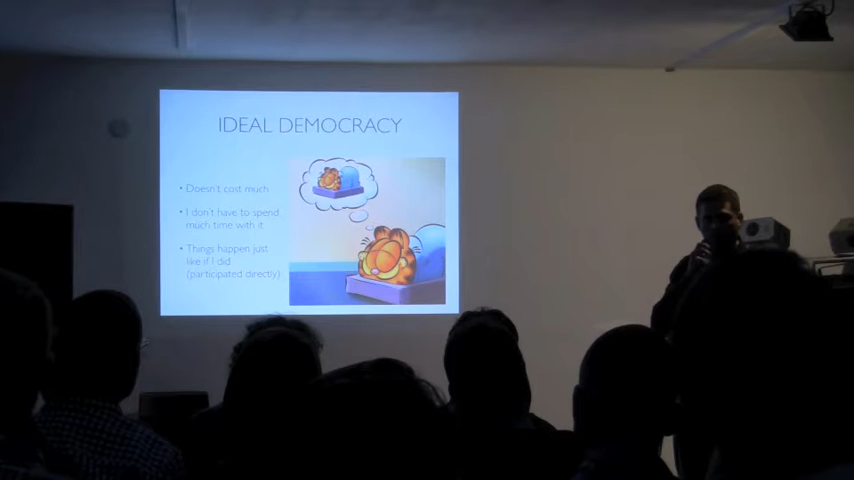 IDEAL DEMOCRACY
• Doesn't cost much
• I don't have to spend
much time with it
• Things happen just
like if I did
(participated directly)